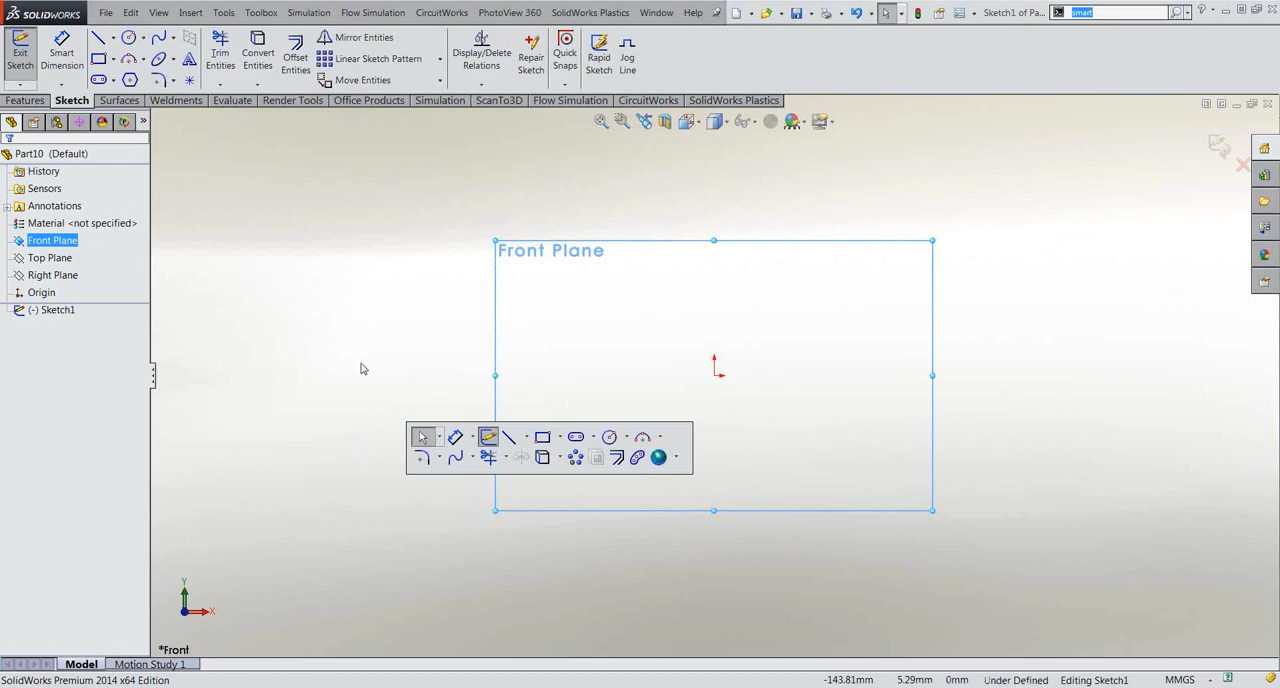 SOLIDWORKS File Edit View Insert Tools Toolbox Simulation Flow Simulation CircuitWorks PhotoView 360 SolidWorks Plastics Window Help Sketch1 of Pa... smart
Exit Sketch
Smart Dimension
Trim Entities
Convert Entities
Offset Entities
Mirror Entities
Linear Sketch Pattern
Move Entities
Display/Delete Relations
Repair Sketch
Quick Snaps
Rapid Sketch
Jog Line
Features Sketch Surfaces Weldments Evaluate Render Tools Office Products Simulation ScanTo3D Flow Simulation CircuitWorks SolidWorks Plastics
Part10 (Default)
History
Sensors
Annotations
Material <not specified>
Front Plane
Top Plane
Right Plane
Origin
(-) Sketch1
Front Plane
Y
X
*Front
Model Motion Study 1
SolidWorks Premium 2014 x64 Edition -143.81mm 5.29mm 0mm Under Defined Editing Sketch1 MMGS -